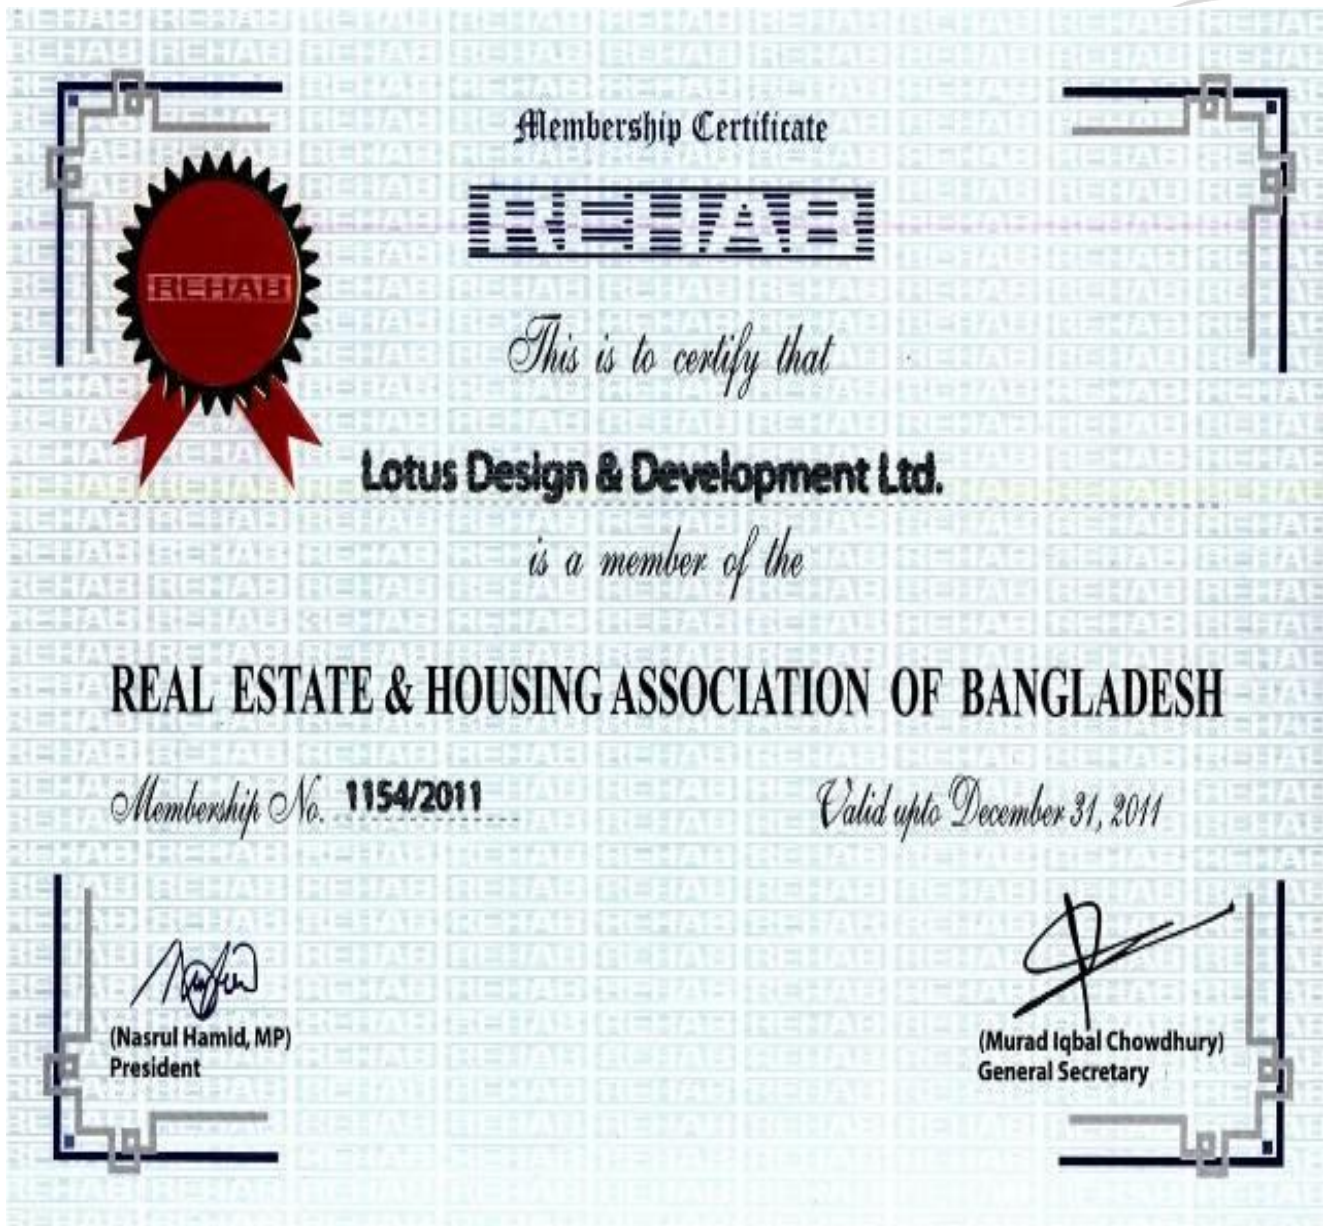 Membership Certificate
REHAB
REHAB
This is to certify that
Lotus Design & Development Ltd.
is a member of the
REAL ESTATE & HOUSING ASSOCIATION OF BANGLADESH
Membership No. 1154/2011
Valid upto December 31, 2011
(Nasrul Hamid, MP)
President
(Murad Iqbal Chowdhury)
General Secretary